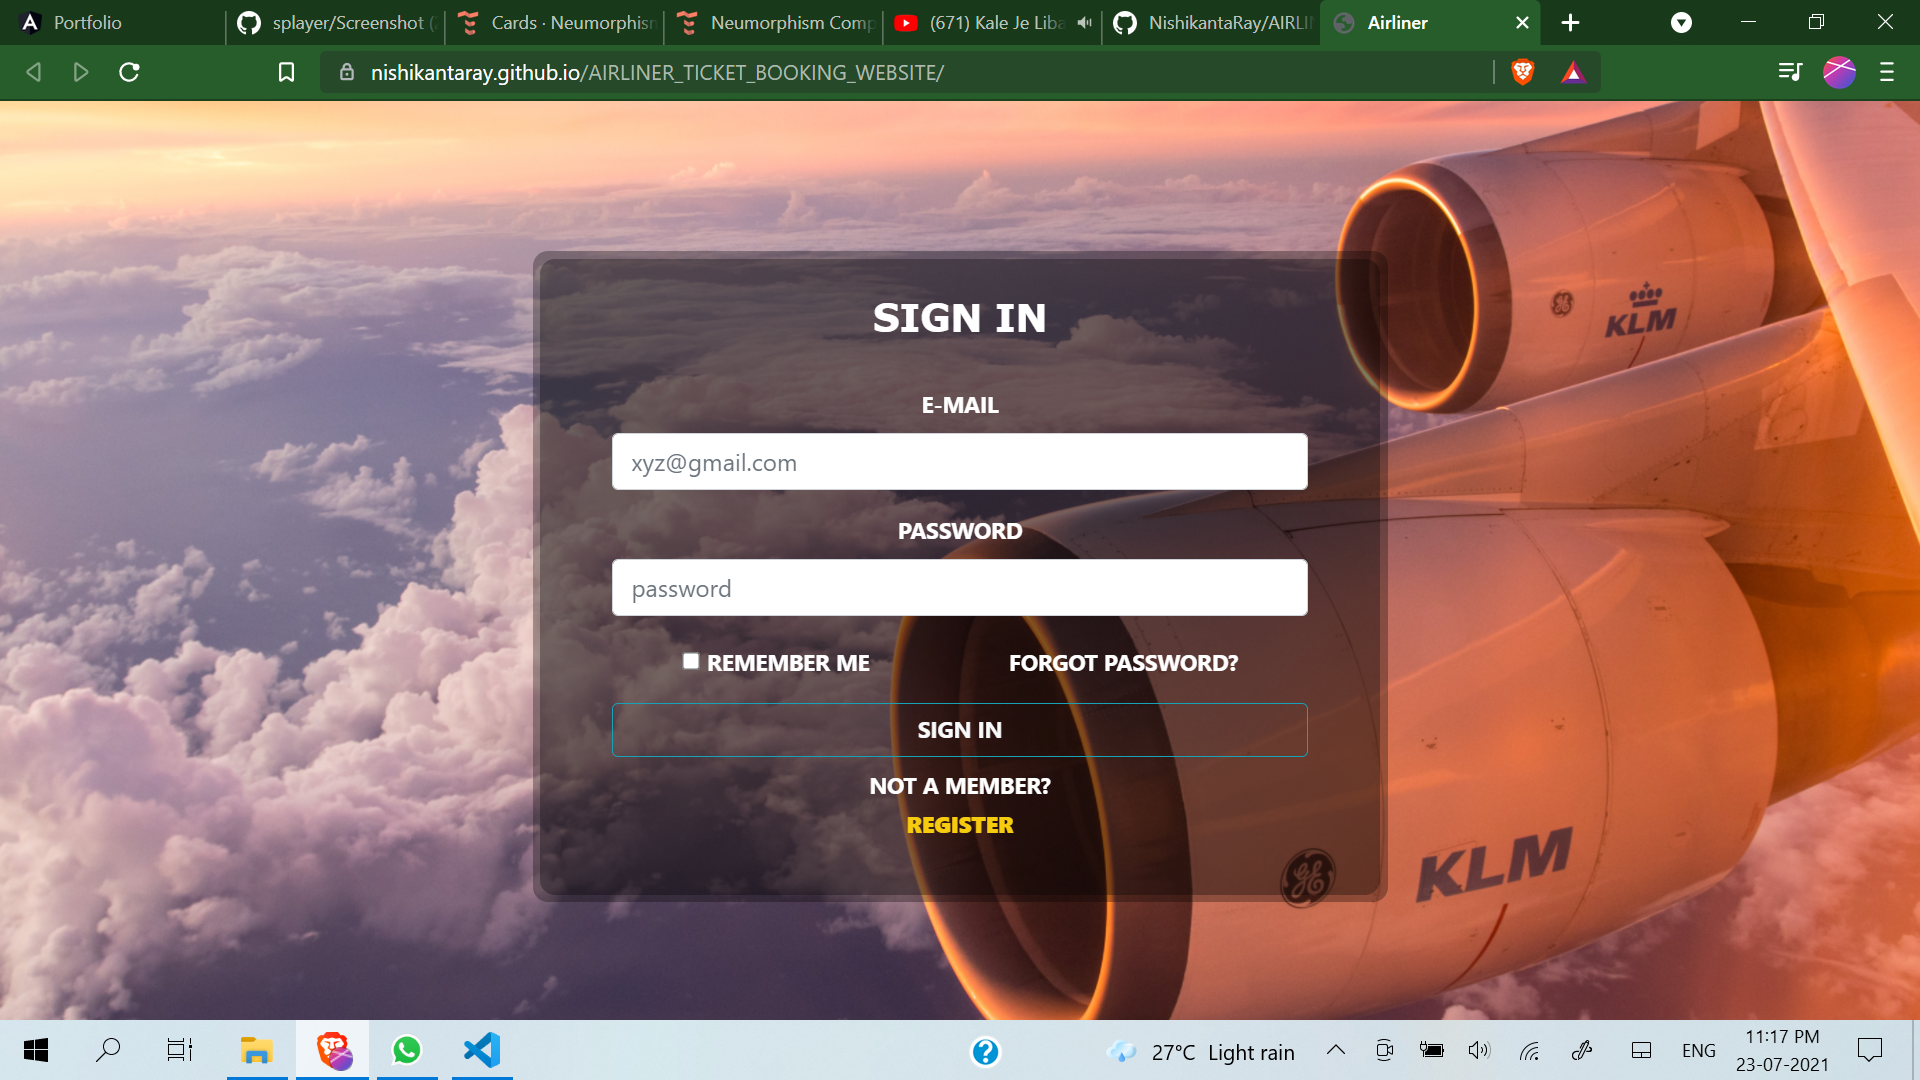 Portfolio
splayer/Screenshot (
Cards · Neumorphism
Neumorphism Comp
(671) Kale Je Liba
NishikantaRay/AIRLI
Airliner
nishikantaray.github.io/AIRLINER_TICKET_BOOKING_WEBSITE/
SIGN IN
E-MAIL
xyz@gmail.com
PASSWORD
password
REMEMBER ME
FORGOT PASSWORD?
SIGN IN
NOT A MEMBER?
REGISTER
KLM
KLM
GE
27°C Light rain
ENG
11:17 PM
23-07-2021